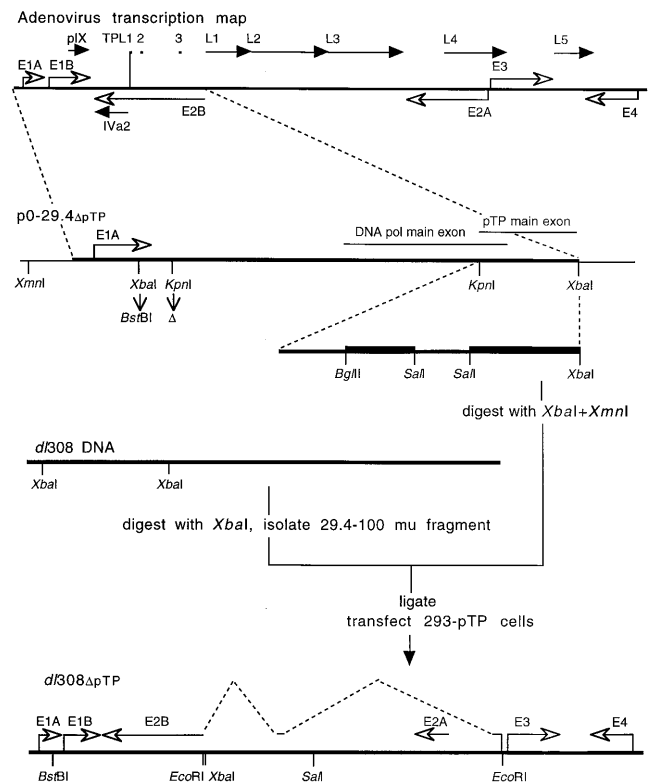 Adenovirus transcription map
pIX TPL1 2 3 L1 L2 L3 L4 L5
E1A E1B E3
E2B E2A E4
IVa2
p0-29.4ΔpTP
pTP main exon
E1A DNA pol main exon
XmnI XbaI KpnI KpnI XbaI
BstBI Δ
BglII SalI SalI XbaI
digest with XbaI+XmnI
dl308 DNA
XbaI XbaI
digest with XbaI, isolate 29.4-100 mu fragment
ligate
transfect 293-pTP cells
dl308ΔpTP
E1A E1B E2B E2A E3 E4
BstBI EcoRI XbaI SalI EcoRI